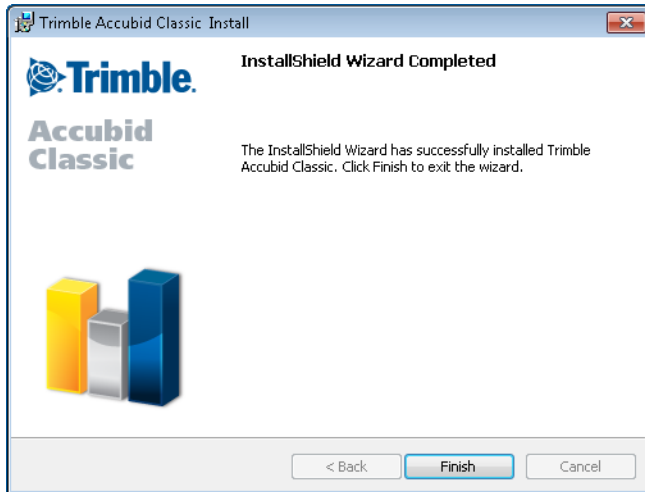 Trimble Accubid Classic Install
Trimble.
InstallShield Wizard Completed
Accubid
Classic
The InstallShield Wizard has successfully installed Trimble
Accubid Classic. Click Finish to exit the wizard.
< Back
Finish
Cancel